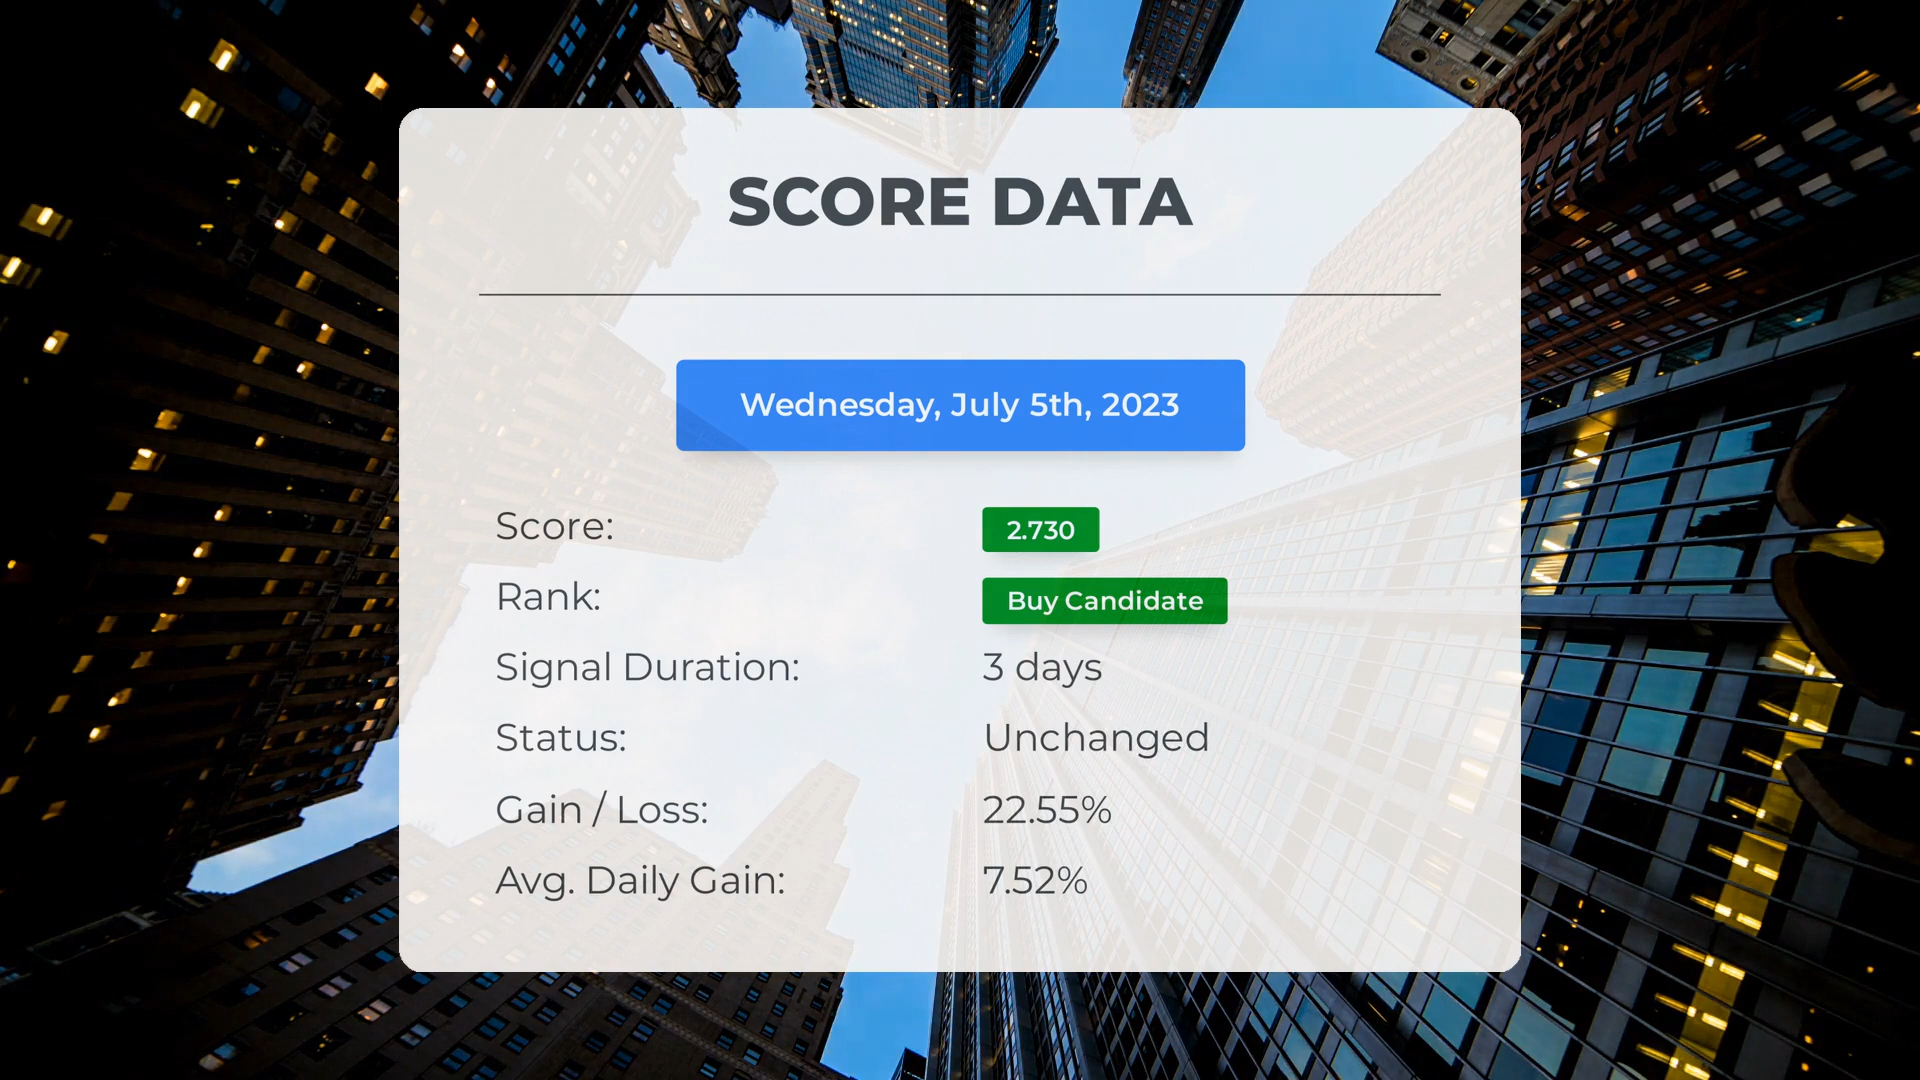 SCORE DATA
Wednesday, July 5th, 2023
Score: 2.730
Rank: Buy Candidate
Signal Duration: 3 days
Status: Unchanged
Gain / Loss: 22.55%
Avg. Daily Gain: 7.52%